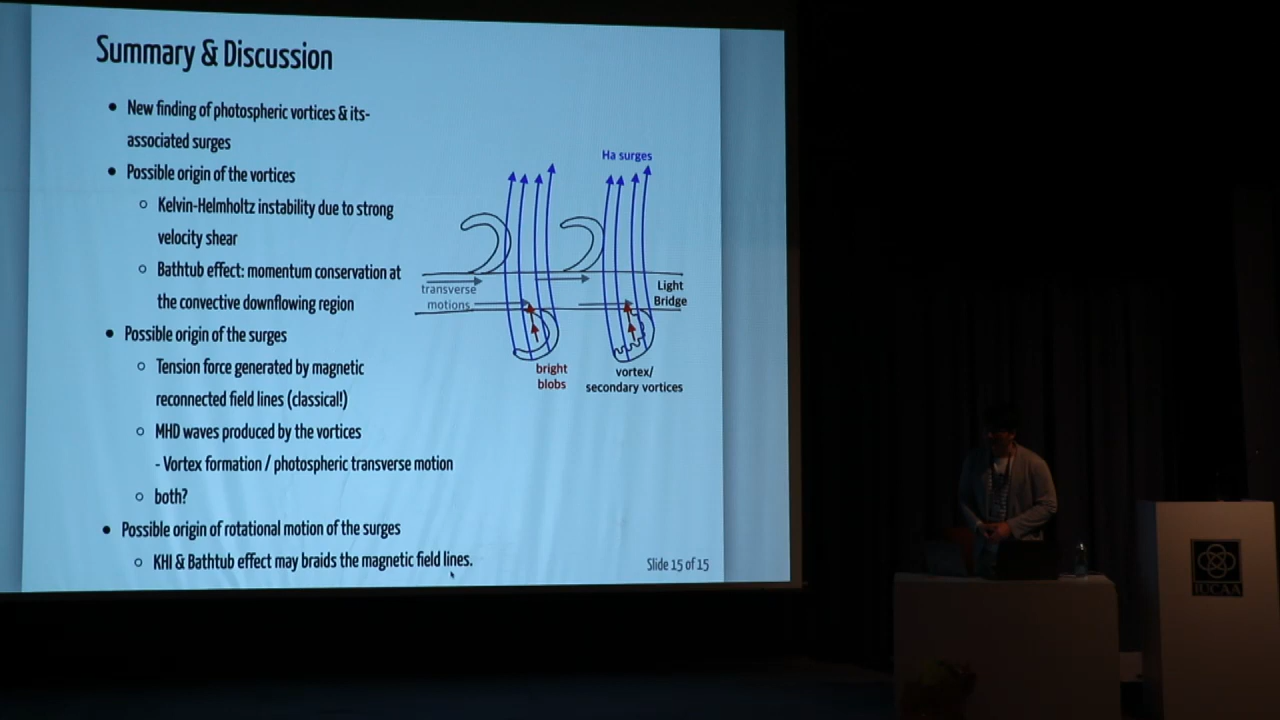 Summary & Discussion
• New finding of photospheric vortices & its-
associated surges
• Possible origin of the vortices
○ Kelvin-Helmholtz instability due to strong
velocity shear
○ Bathtub effect: momentum conservation at
the convective downflowing region
• Possible origin of the surges
○ Tension force generated by magnetic
reconnected field lines (classical!)
○ MHD waves produced by the vortices
- Vortex formation / photospheric transverse motion
○ both?
• Possible origin of rotational motion of the surges
○ KHI & Bathtub effect may braids the magnetic field lines.
Ha surges
transverse
motions
Light
Bridge
bright
blobs
vortex/
secondary vortices
Slide 15 of 15
IUCAA